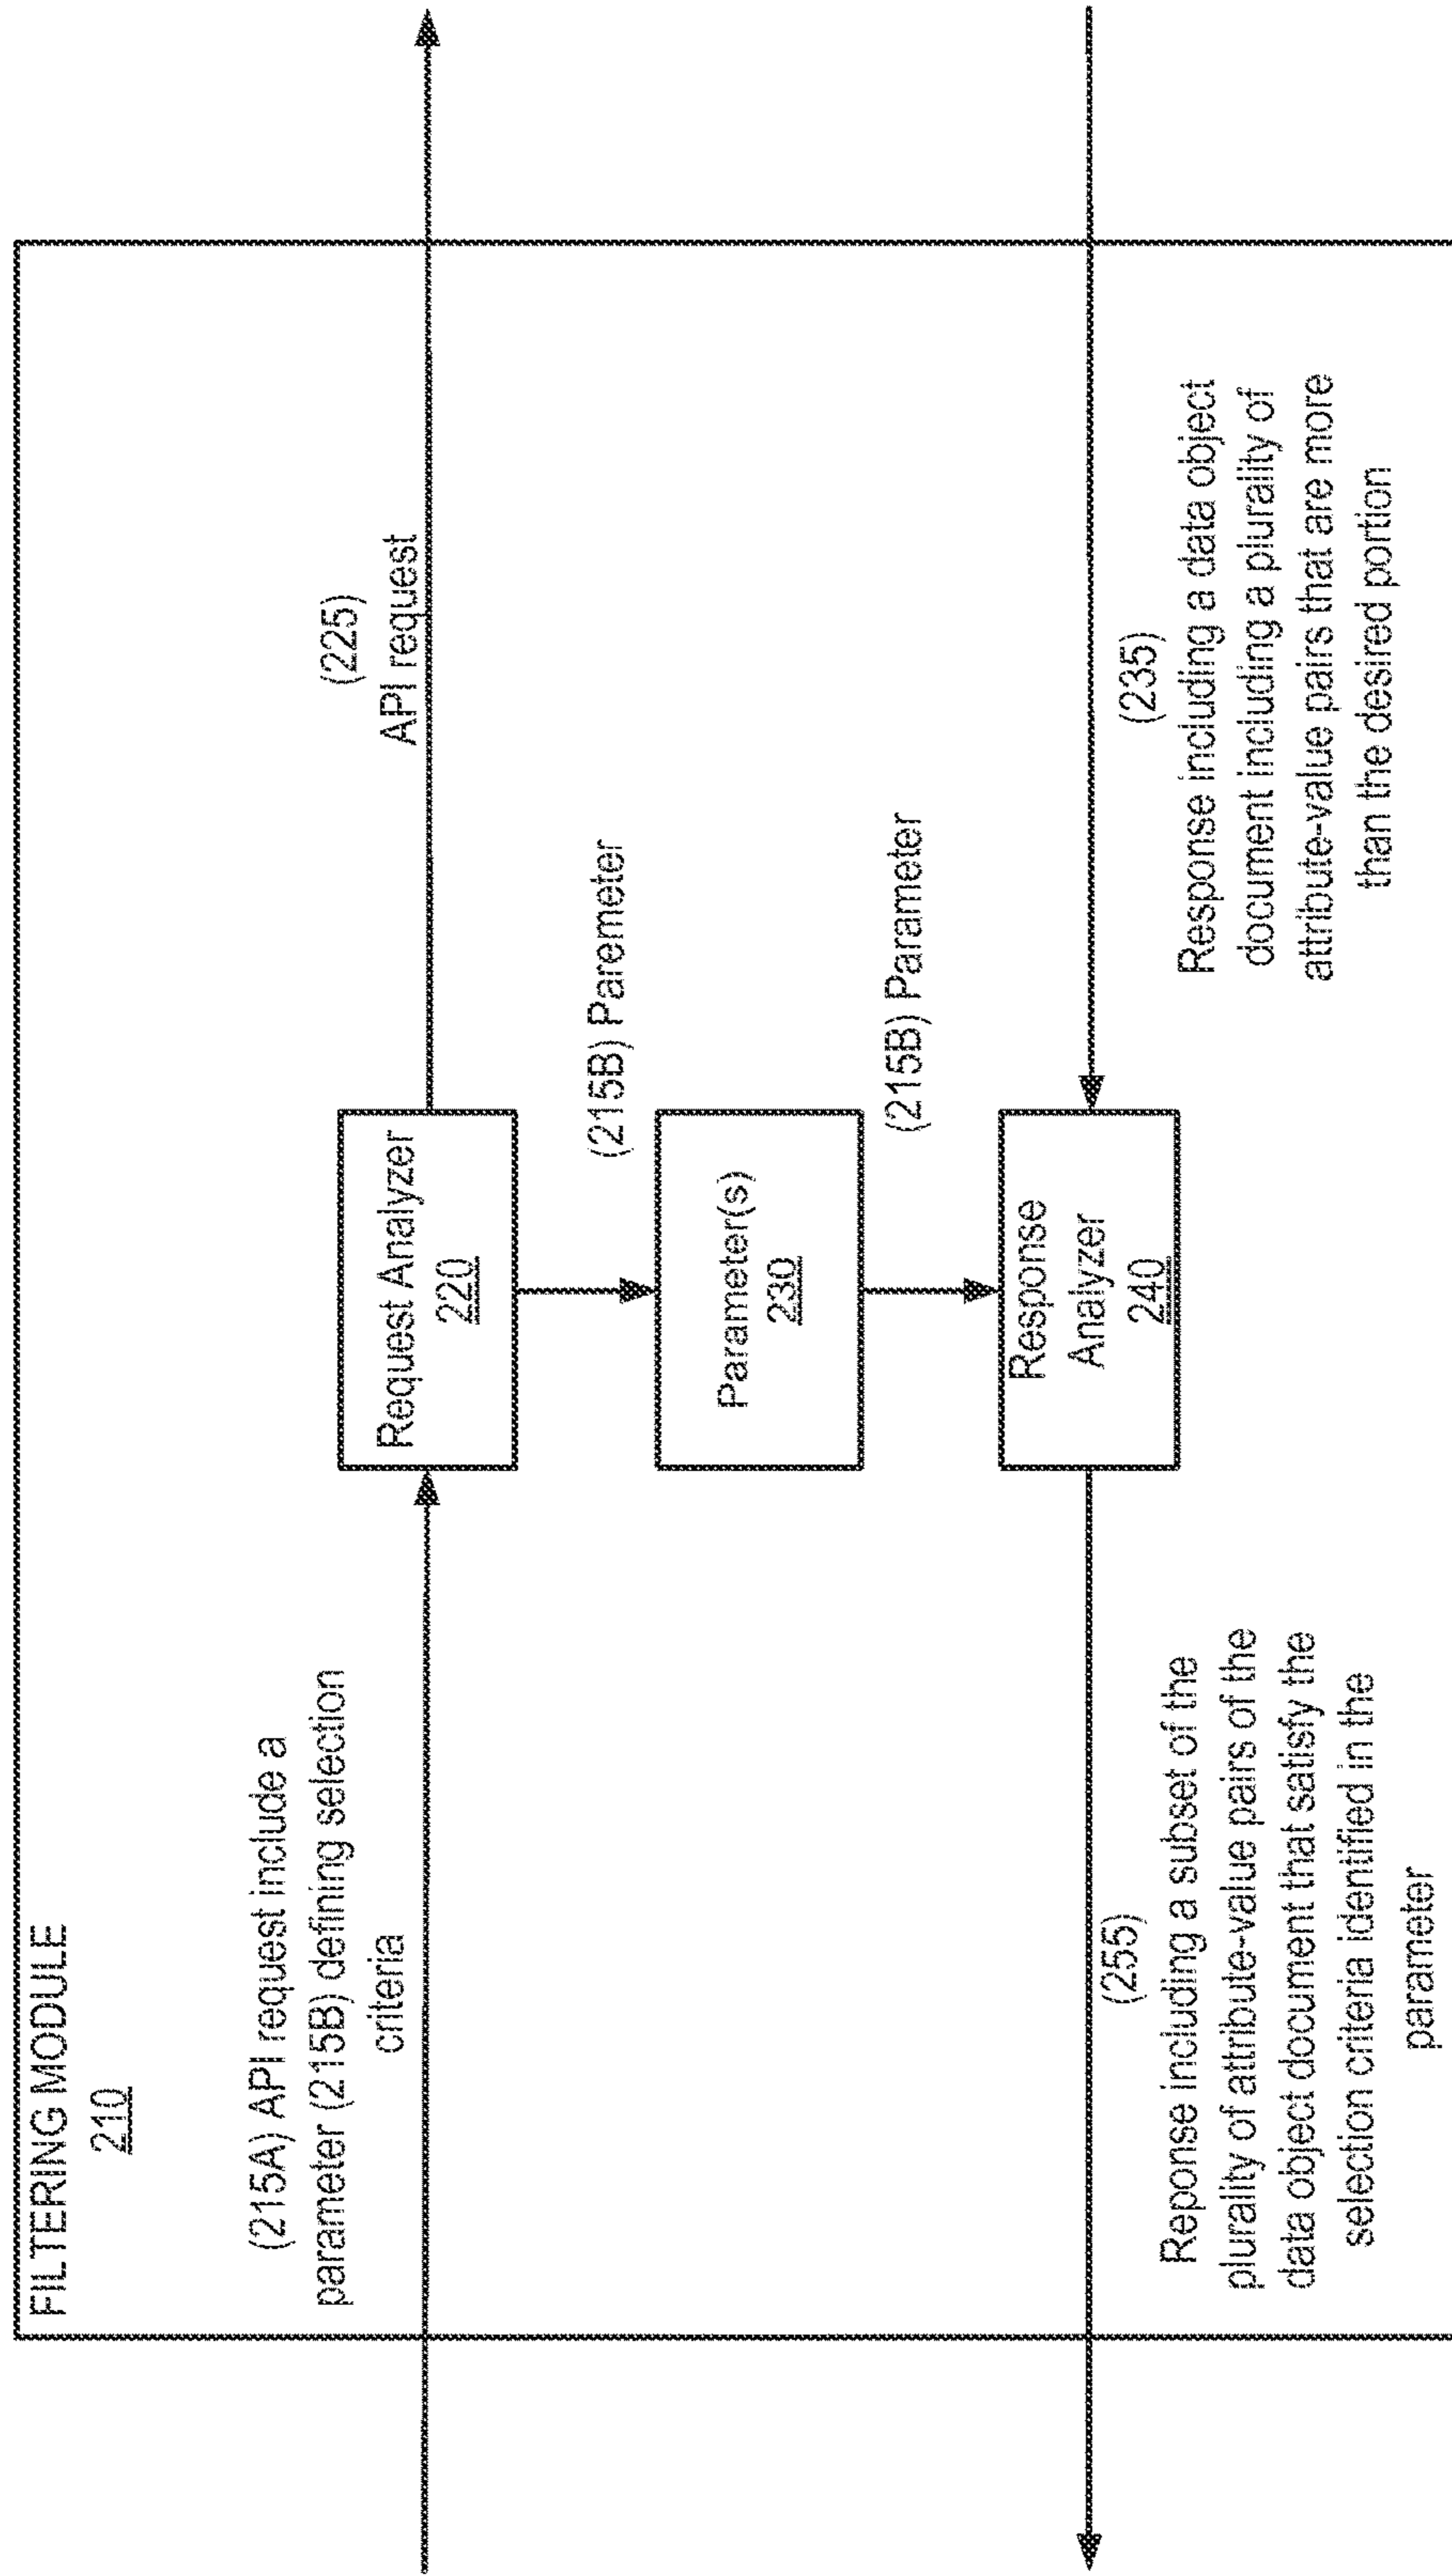 FILTERING MODULE
210
(215A) API request include a
parameter (215B) defining selection
criteria
Request Analyzer
220
(225)
API request
(215B) Paremeter
Parameter(s)
230
(215B) Parameter
Response
Analyzer
240
(235)
Response including a data object
document including a plurality of
attribute-value pairs that are more
than the desired portion
(255)
Reponse including a subset of the
plurality of attribute-value pairs of the
data object document that satisfy the
selection criteria identified in the
parameter